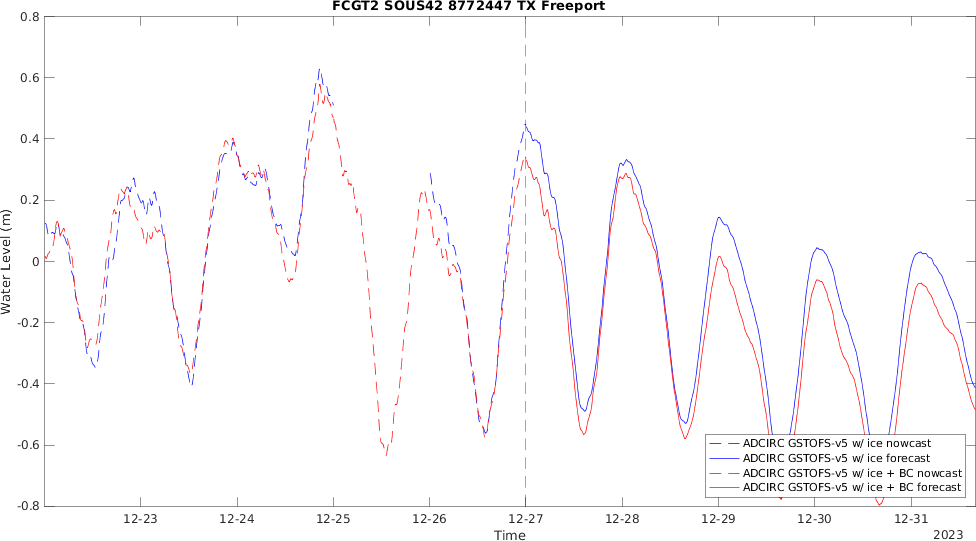 FCGT2 SOUS42 8772447 TX Freeport
Water Level (m)
0.8
0.6
0.4
0.2
0
-0.2
-0.4
-0.6
-0.8
ADCIRC GSTOFS-v5 w/ ice nowcast
ADCIRC GSTOFS-v5 w/ ice forecast
ADCIRC GSTOFS-v5 w/ ice + BC nowcast
ADCIRC GSTOFS-v5 w/ ice + BC forecast
12-23 12-24 12-25 12-26 12-27 12-28 12-29 12-30 12-31
Time
2023